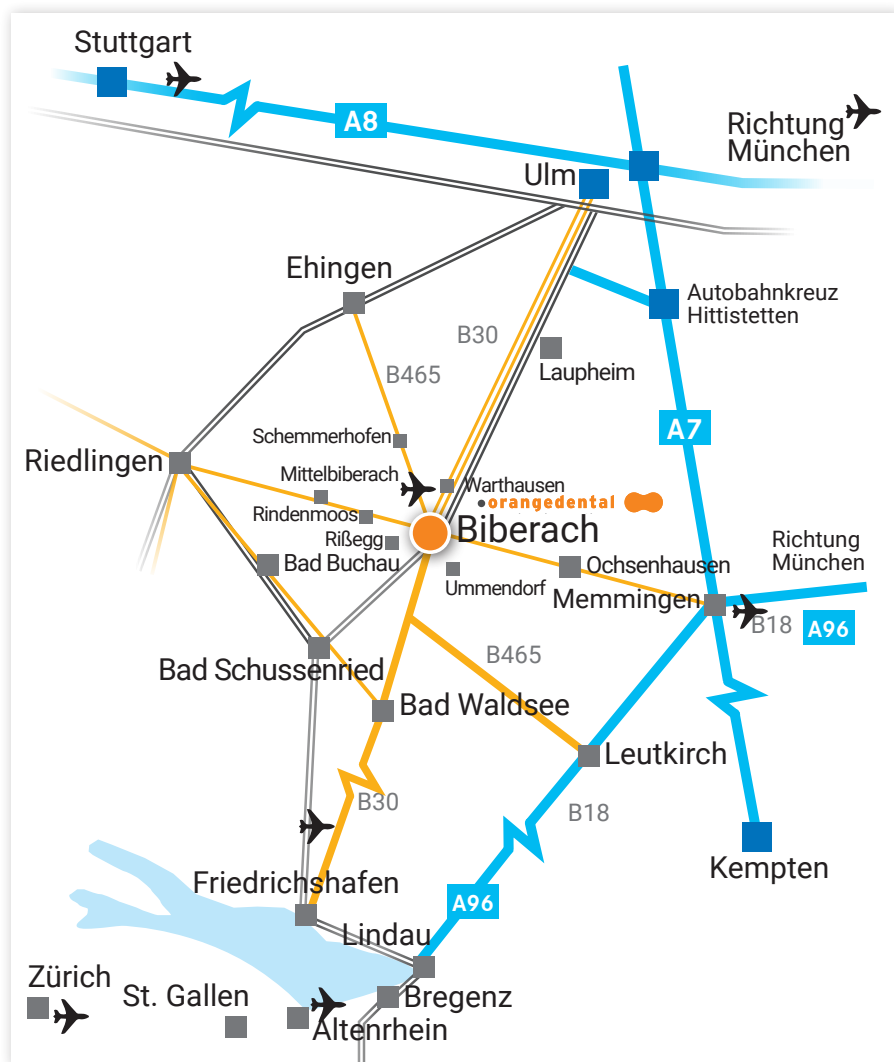 Stuttgart
A8
Richtung
München
Ulm
Ehingen
Autobahnkreuz
Hittistetten
B30
B465
Laupheim
A7
Schemmerhofen
Riedlingen
Mittelbiberach
Warthausen
orangedental
Rindenmoos
Biberach
Rißegg
Bad Buchau
Ochsenhausen
Richtung
München
Ummendorf
Memmingen
B18
A96
Bad Schussenried
B465
Bad Waldsee
Leutkirch
B30
B18
Kempten
Friedrichshafen
A96
Lindau
Zürich
St. Gallen
Bregenz
Altenrhein